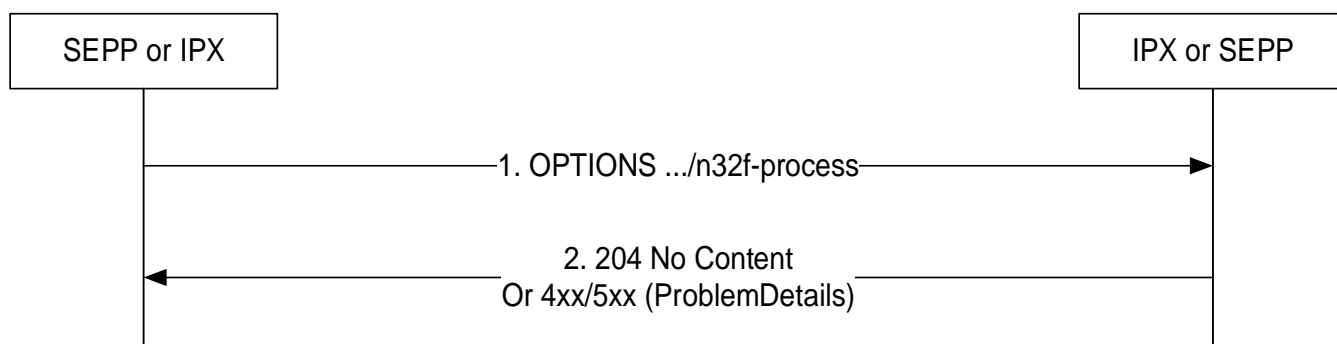 SEPP or IPX
IPX or SEPP
1. OPTIONS .../n32f-process
2. 204 No Content
Or 4xx/5xx (ProblemDetails)